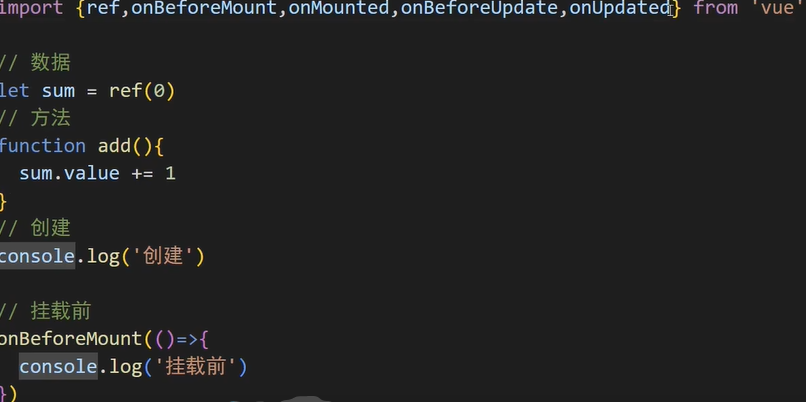 import {ref,onBeforeMount,onMounted,onBeforeUpdate,onUpdated} from 'vue'
// 数据
let sum = ref(0)
// 方法
function add(){
  sum.value += 1
}
// 创建
console.log('创建')
// 挂载前
onBeforeMount(()=>{
  console.log('挂载前')
})